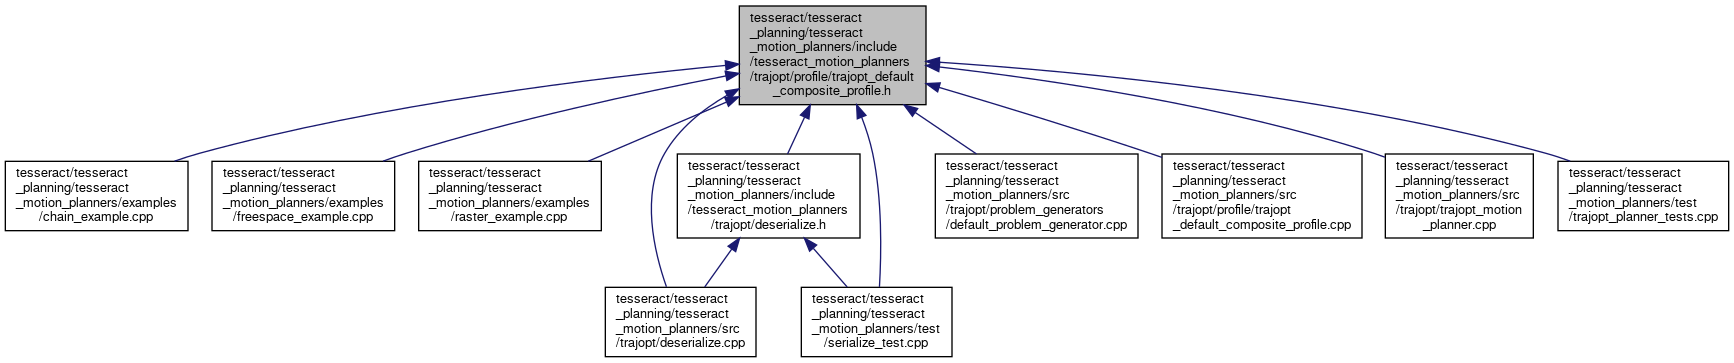 tesseract/tesseract
_planning/tesseract
_motion_planners/include
/tesseract_motion_planners
/trajopt/profile/trajopt_default
_composite_profile.h
tesseract/tesseract
_planning/tesseract
_motion_planners/examples
/chain_example.cpp
tesseract/tesseract
_planning/tesseract
_motion_planners/examples
/freespace_example.cpp
tesseract/tesseract
_planning/tesseract
_motion_planners/examples
/raster_example.cpp
tesseract/tesseract
_planning/tesseract
_motion_planners/include
/tesseract_motion_planners
/trajopt/deserialize.h
tesseract/tesseract
_planning/tesseract
_motion_planners/src
/trajopt/problem_generators
/default_problem_generator.cpp
tesseract/tesseract
_planning/tesseract
_motion_planners/src
/trajopt/profile/trajopt
_default_composite_profile.cpp
tesseract/tesseract
_planning/tesseract
_motion_planners/src
/trajopt/trajopt_motion
_planner.cpp
tesseract/tesseract
_planning/tesseract
_motion_planners/test
/trajopt_planner_tests.cpp
tesseract/tesseract
_planning/tesseract
_motion_planners/src
/trajopt/deserialize.cpp
tesseract/tesseract
_planning/tesseract
_motion_planners/test
/serialize_test.cpp